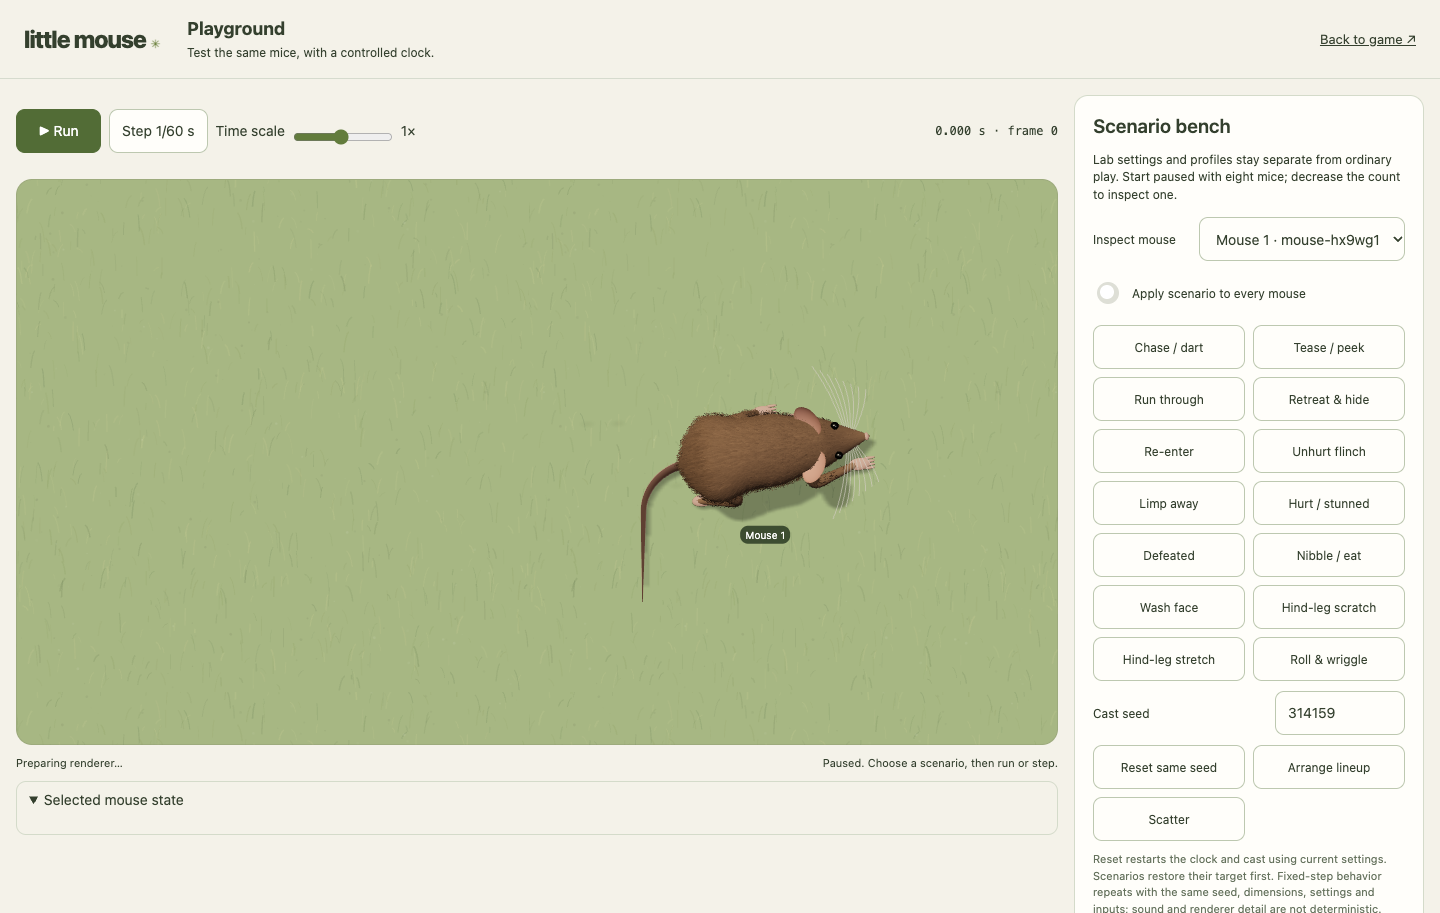 little mouse
Playground
Test the same mice, with a controlled clock.
Back to game ↗
▶ Run
Step 1/60 s
Time scale
1×
0.000 s · frame 0
Mouse 1
Preparing renderer...
Paused. Choose a scenario, then run or step.
▼ Selected mouse state
Scenario bench
Lab settings and profiles stay separate from ordinary
play. Start paused with eight mice; decrease the count
to inspect one.
Inspect mouse
Mouse 1 · mouse-hx9wg1
Apply scenario to every mouse
Chase / dart
Tease / peek
Run through
Retreat & hide
Re-enter
Unhurt flinch
Limp away
Hurt / stunned
Defeated
Nibble / eat
Wash face
Hind-leg scratch
Hind-leg stretch
Roll & wriggle
Cast seed
314159
Reset same seed
Arrange lineup
Scatter
Reset restarts the clock and cast using current settings.
Scenarios restore their target first. Fixed-step behavior
repeats with the same seed, dimensions, settings and
inputs; sound and renderer detail are not deterministic.